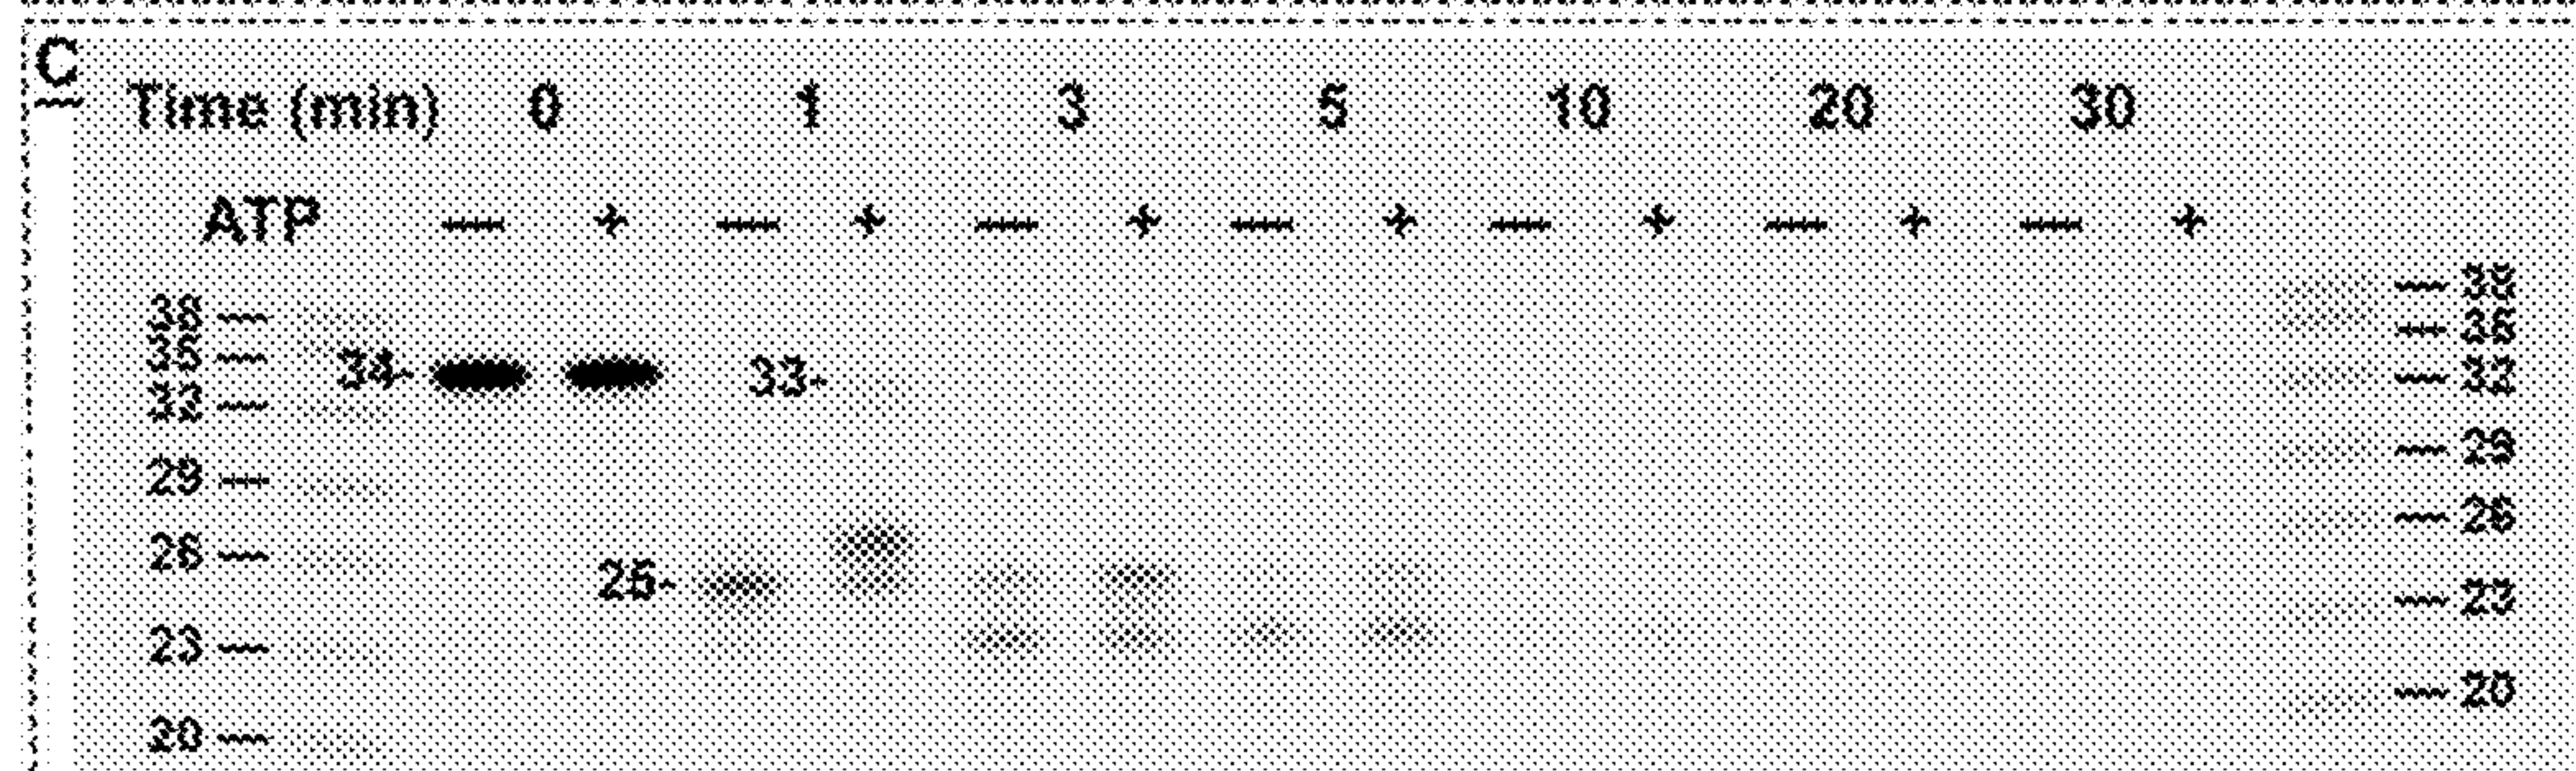 C
Time (min) 0 1 3 5 10 20 30
ATP — + — + — + — + — + — + — +
38 — — 38
35 — — 35
34-
33-
32 — — 32
29 — — 29
26 — — 26
25-
23 — — 23
20 — — 20